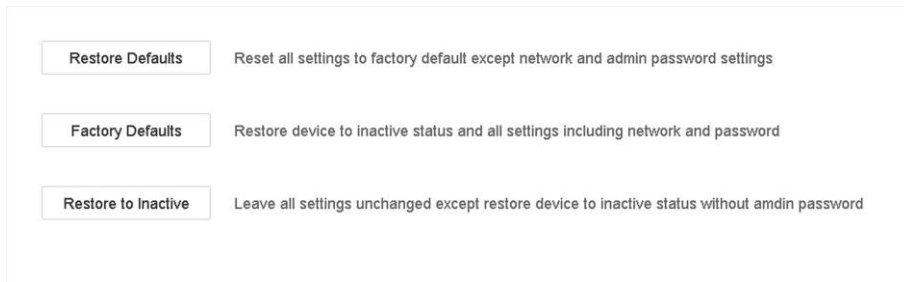 Restore Defaults Reset all settings to factory default except network and admin password settings
Factory Defaults Restore device to inactive status and all settings including network and password
Restore to Inactive Leave all settings unchanged except restore device to inactive status without amdin password